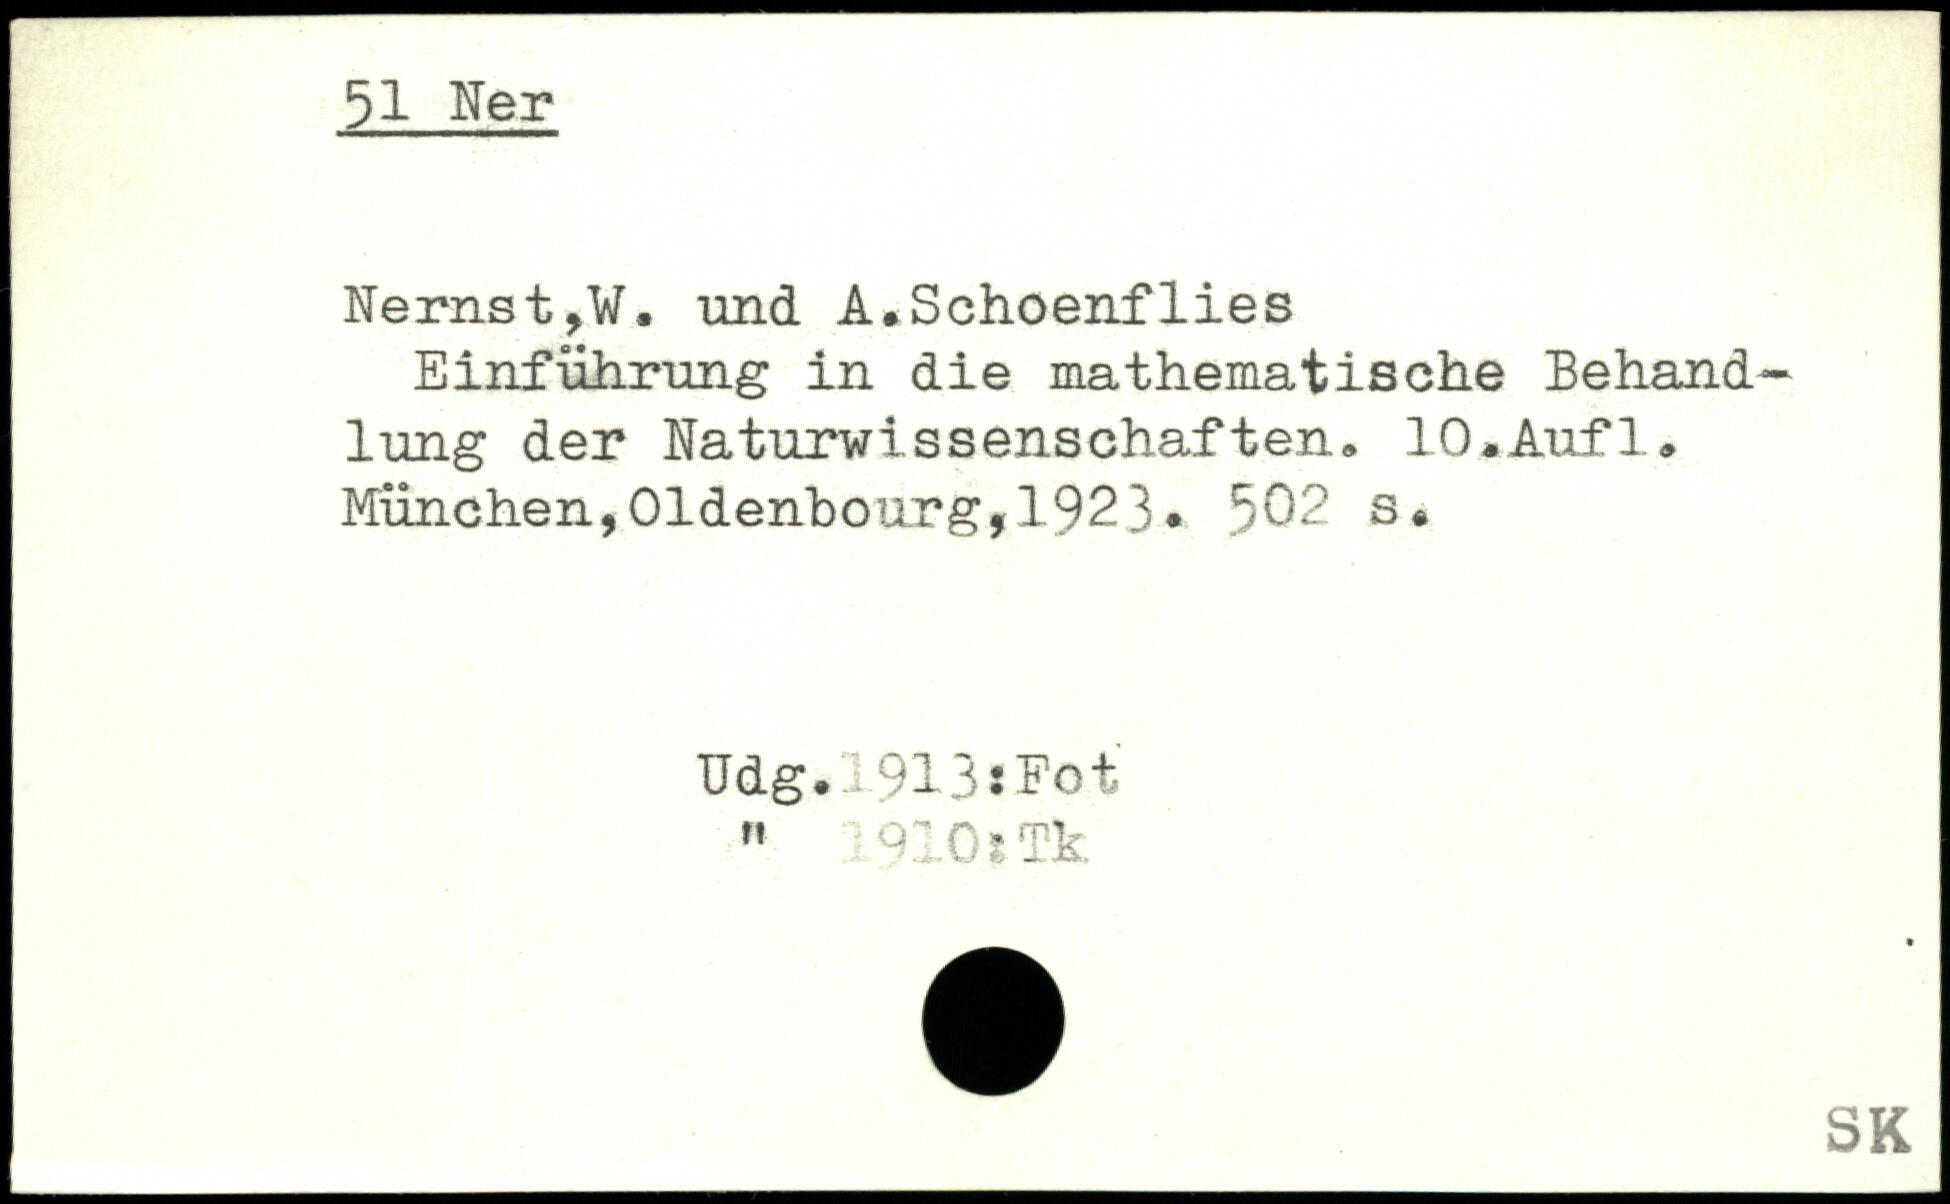 51 Ner
Nernst,W. und A.Schoenflies
Einführung in die mathematische Behand-
lung der Naturwissenschaften. 10.Aufl.
München,Oldenbourg,1923. 502 s.
Udg.1913:Fot
" 1910:Tk
SK